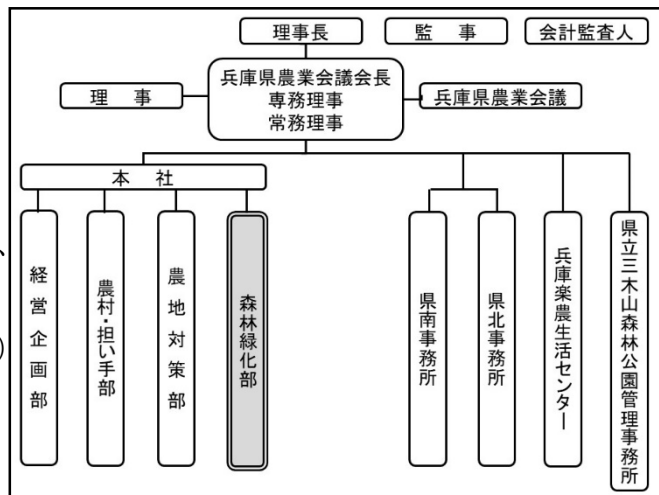 理事長
監　事
会計監査人
理　事
兵庫県農業会議会長
専務理事
常務理事
兵庫県農業会議
本　社
経営企画部
農村・担い手部
農地対策部
森林緑化部
県南事務所
県北事務所
兵庫楽農生活センター
県立三木山森林公園管理事務所